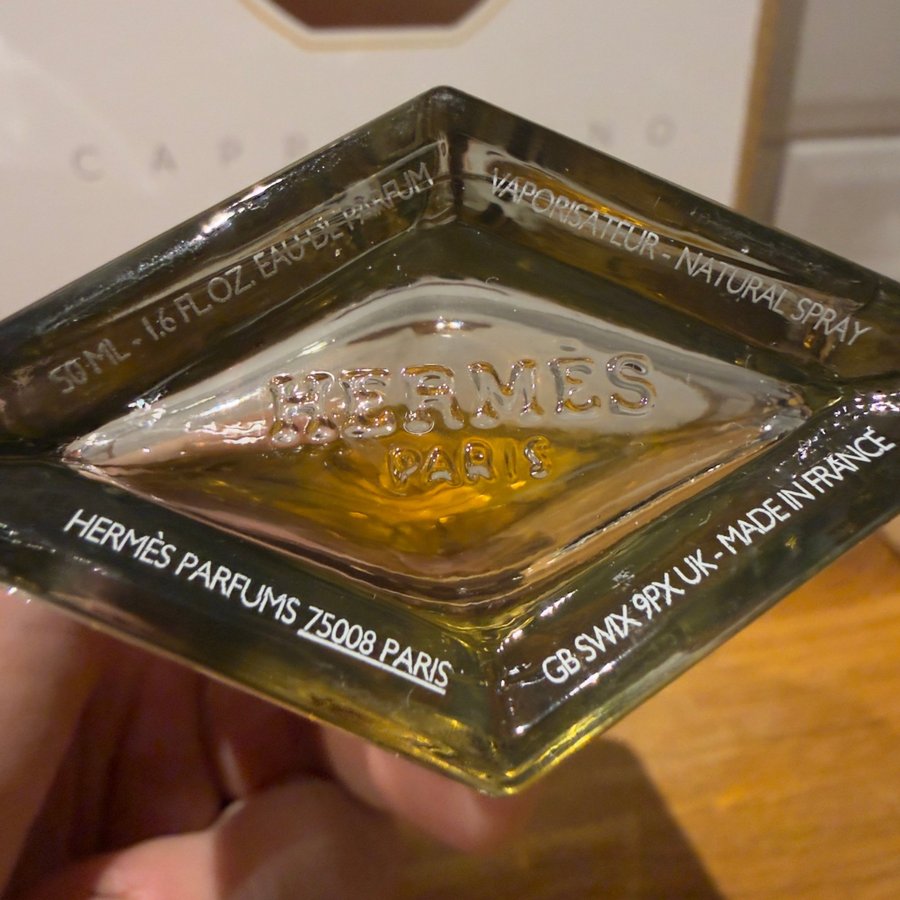 50 ML - 1.6 FL. OZ. EAU DE PARFUM
VAPORISATEUR - NATURAL SPRAY
HERMES
PARIS
HERMÈS PARFUMS 75008 PARIS
GB SW1X 9PX UK - MADE IN FRANCE